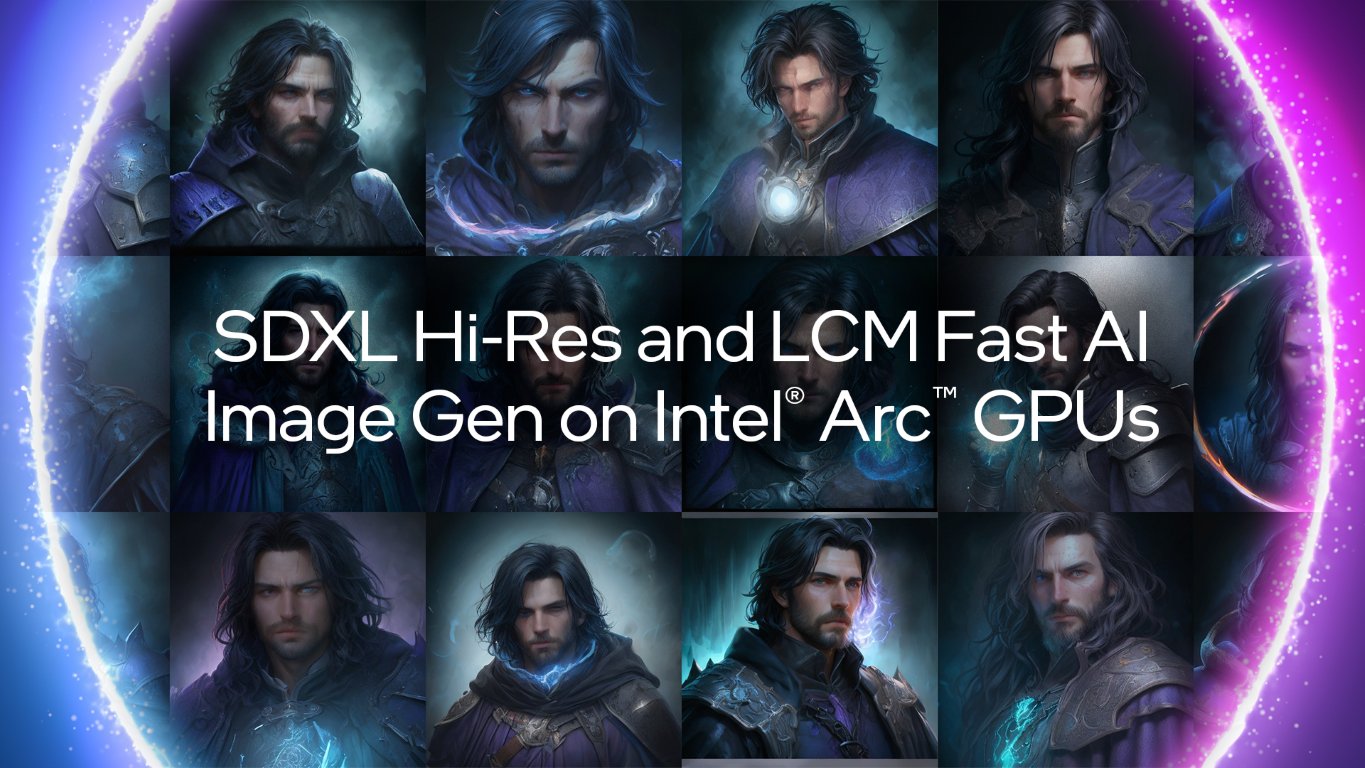 SDXL Hi-Res and LCM Fast AI
Image Gen on Intel® Arc™ GPUs